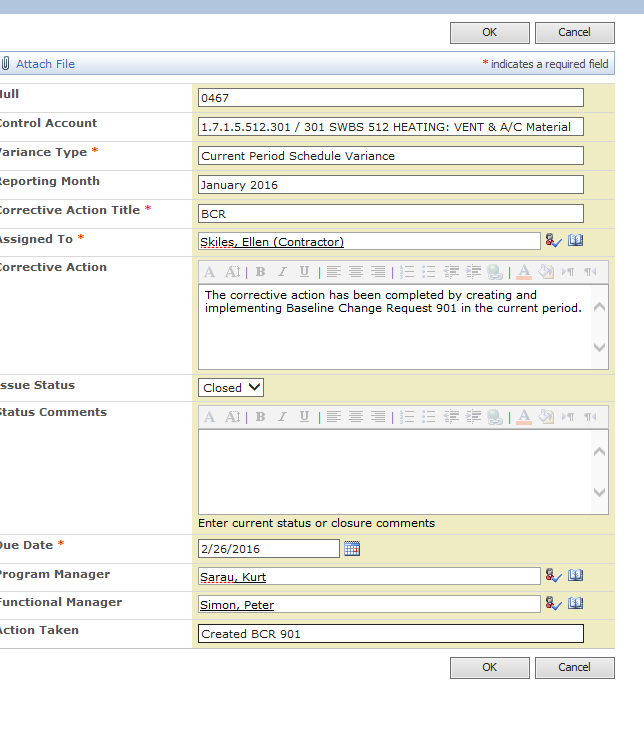 OK Cancel
Attach File * indicates a required field
Hull 0467
Control Account 1.7.1.5.512.301 / 301 SWBS 512 HEATING: VENT & A/C Material
Variance Type * Current Period Schedule Variance
Reporting Month January 2016
Corrective Action Title * BCR
Assigned To * Skiles, Ellen (Contractor)
Corrective Action
A A B I U A
The corrective action has been completed by creating and
implementing Baseline Change Request 901 in the current period.
Issue Status Closed
Status Comments
A A B I U A
Enter current status or closure comments
Due Date * 2/26/2016
Program Manager Sarau, Kurt
Functional Manager Simon, Peter
Action Taken Created BCR 901
OK Cancel